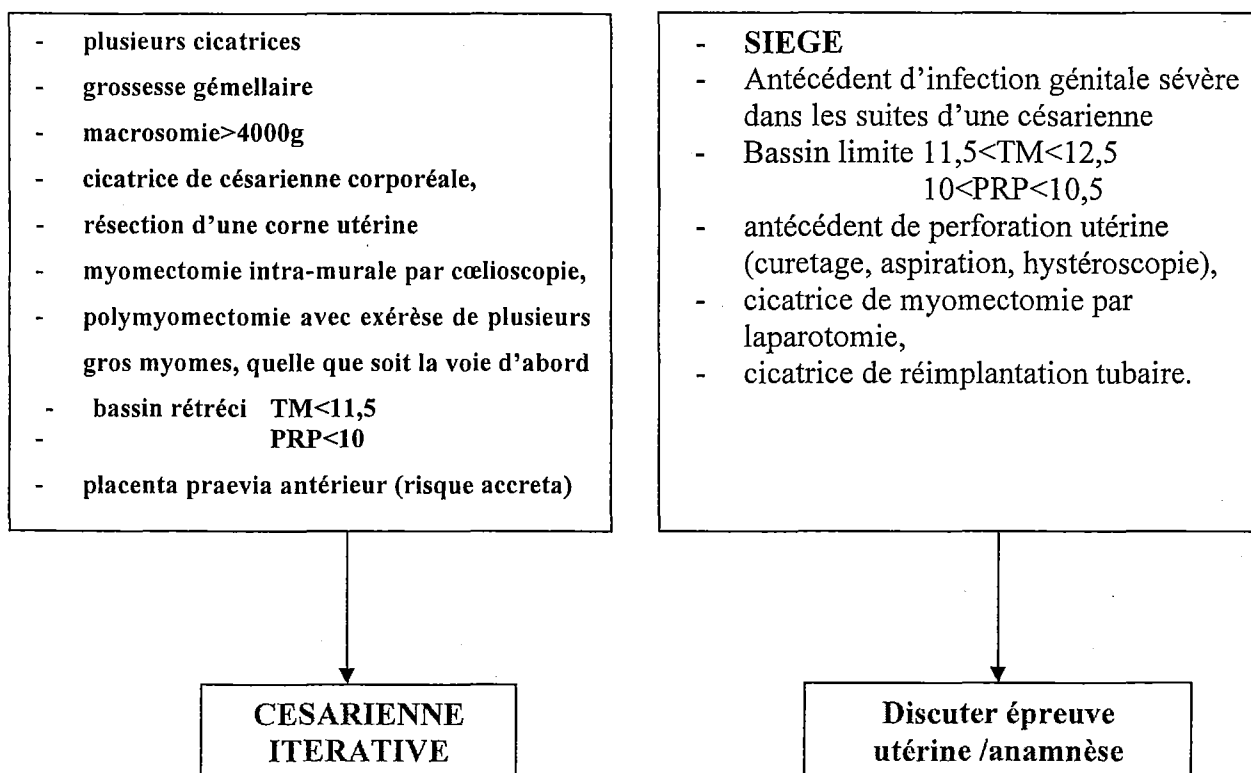 - plusieurs cicatrices
- grossesse gémellaire
- macrosomie>4000g
- cicatrice de césarienne corporéale,
- résection d’une corne utérine
- myomectomie intra-murale par cœlioscopie,
- polymyomectomie avec exérèse de plusieurs
gros myomes, quelle que soit la voie d’abord
- bassin rétréci TM<11,5
- PRP<10
- placenta praevia antérieur (risque accreta)
CESARIENNE
ITERATIVE
- SIEGE
- Antécédent d’infection génitale sévère
dans les suites d’une césarienne
- Bassin limite 11,5<TM<12,5
10<PRP<10,5
- antécédent de perforation utérine
(curetage, aspiration, hystéroscopie),
- cicatrice de myomectomie par
laparotomie,
- cicatrice de réimplantation tubaire.
Discuter épreuve
utérine /anamnèse